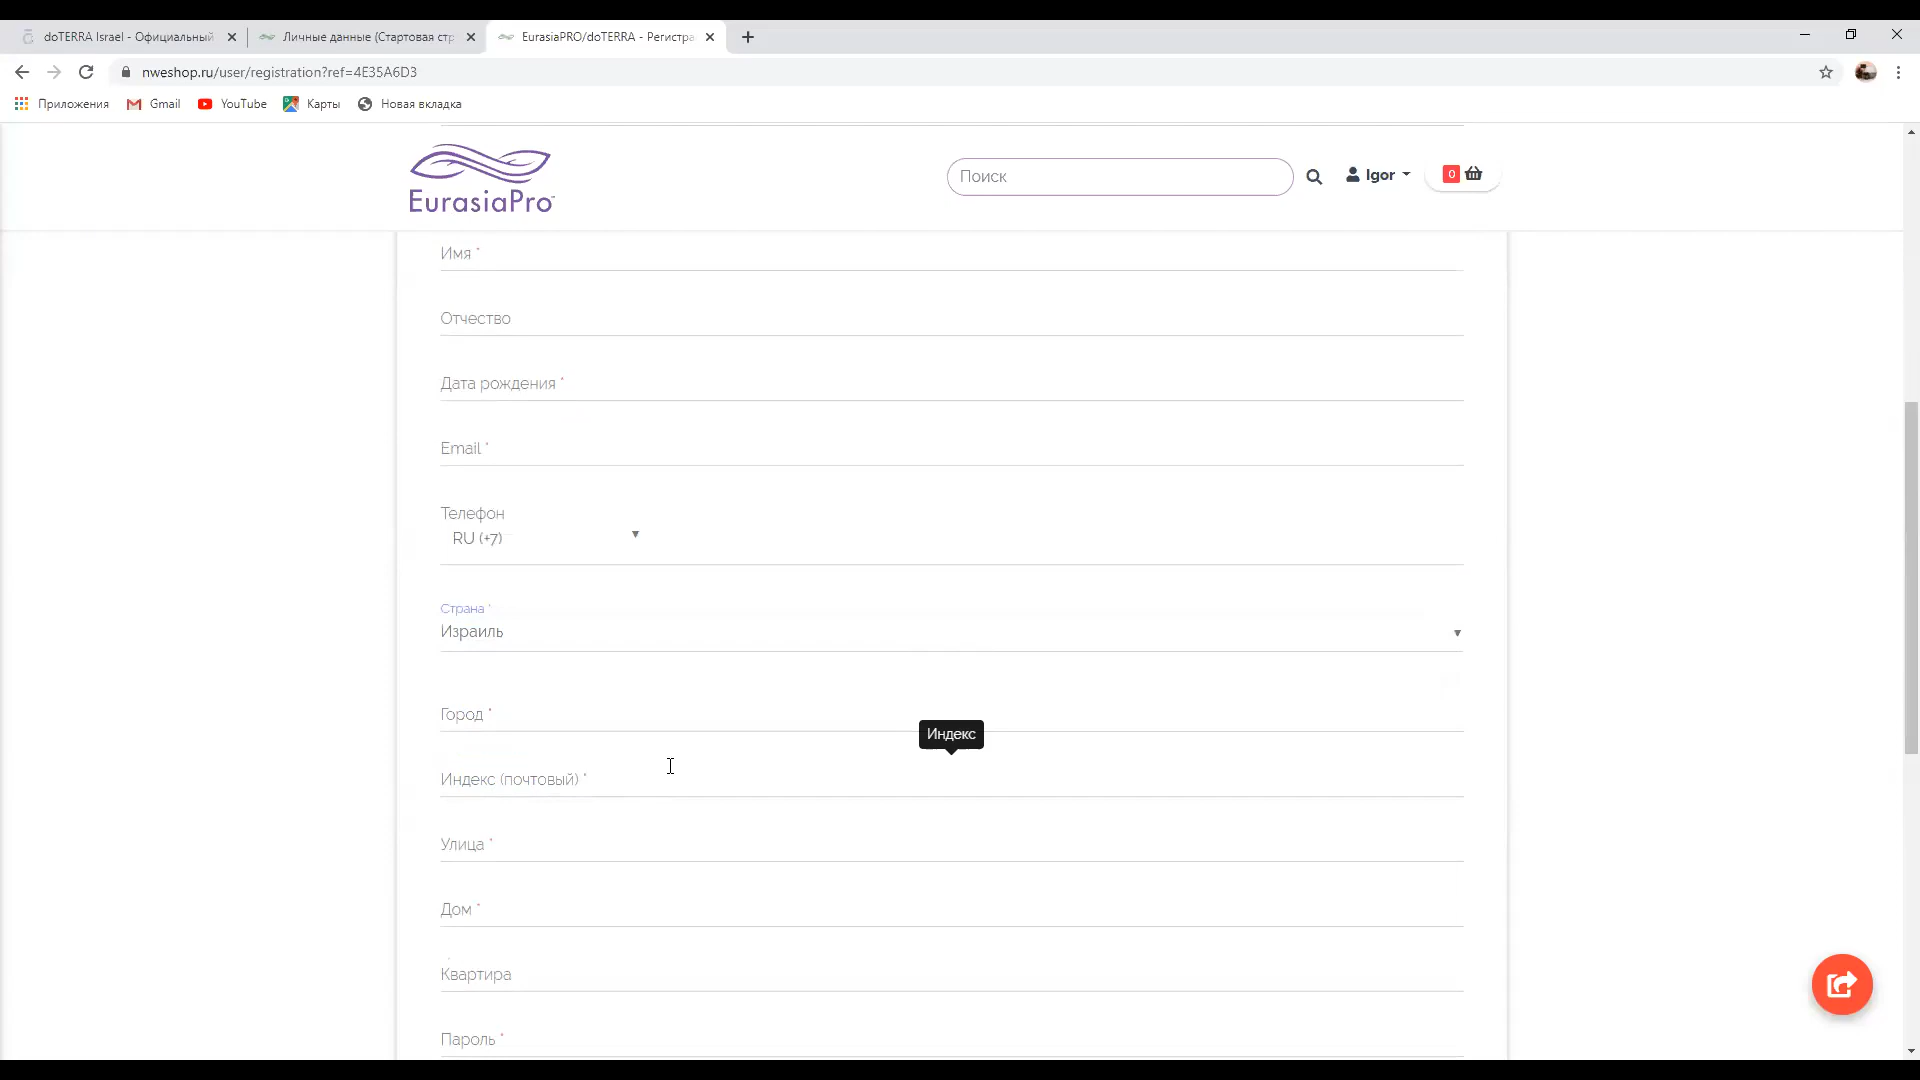 doTERRA Israel - Официальный
Личные данные (Стартовая стр
EurasiaPRO/doTERRA - Регистра
nweshop.ru/user/registration?ref=4E35A6D3
Приложения
Gmail
YouTube
Карты
Новая вкладка
EurasiaPro
Поиск
Igor
0
Имя *
Отчество
Дата рождения *
Email *
Телефон
RU (+7)
Страна *
Израиль
Город *
Индекс
Индекс (почтовый) *
Улица *
Дом *
Квартира
Пароль *